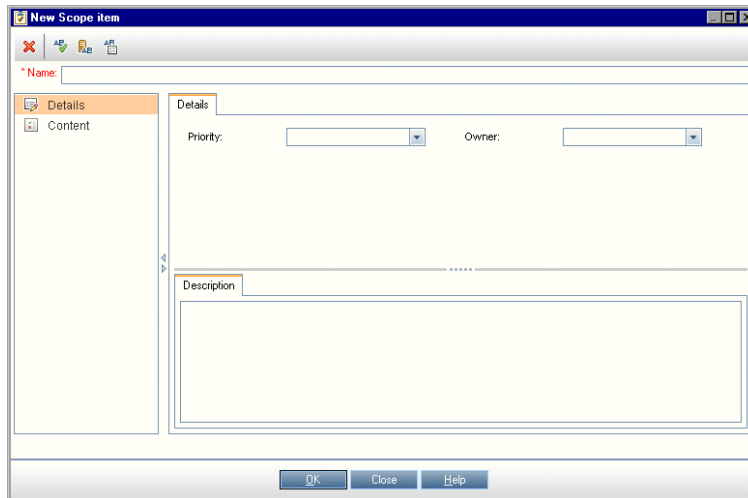 New Scope item
* Name:
Details
Content
Details
Priority:
Owner:
Description
OK Close Help